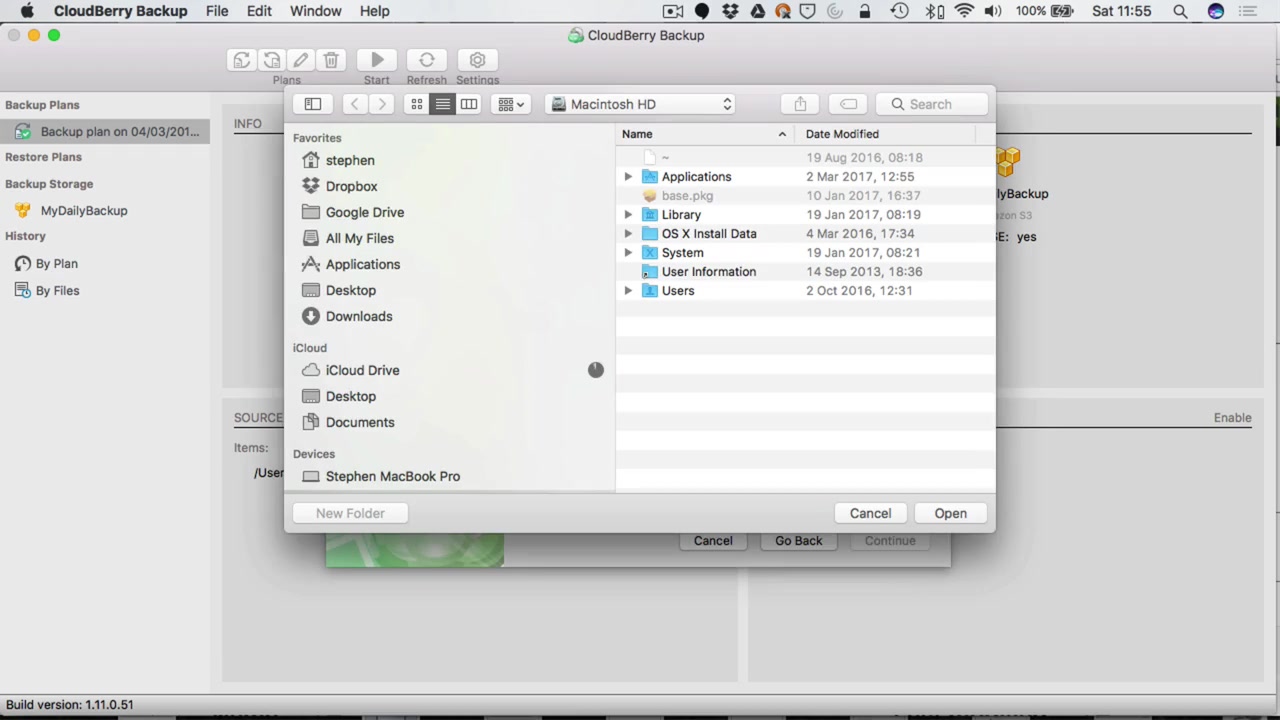 CloudBerry Backup File Edit Window Help 100% Sat 11:55
CloudBerry Backup
Plans Start Refresh Settings
Backup Plans
Backup plan on 04/03/201...
Restore Plans
Backup Storage
MyDailyBackup
History
By Plan
By Files
INFO
Macintosh HD
Search
Favorites
stephen
Dropbox
Google Drive
All My Files
Applications
Desktop
Downloads
iCloud
iCloud Drive
Desktop
Documents
Devices
Stephen MacBook Pro
Name Date Modified
~ 19 Aug 2016, 08:18
Applications 2 Mar 2017, 12:55
base.pkg 10 Jan 2017, 16:37
Library 19 Jan 2017, 08:19
OS X Install Data 4 Mar 2016, 17:34
System 19 Jan 2017, 08:21
User Information 14 Sep 2013, 18:36
Users 2 Oct 2016, 12:31
New Folder Cancel Open
lyBackup
zon S3
SE: yes
SOURCE
Enable
Items:
/User
Cancel Go Back Continue
Build version: 1.11.0.51